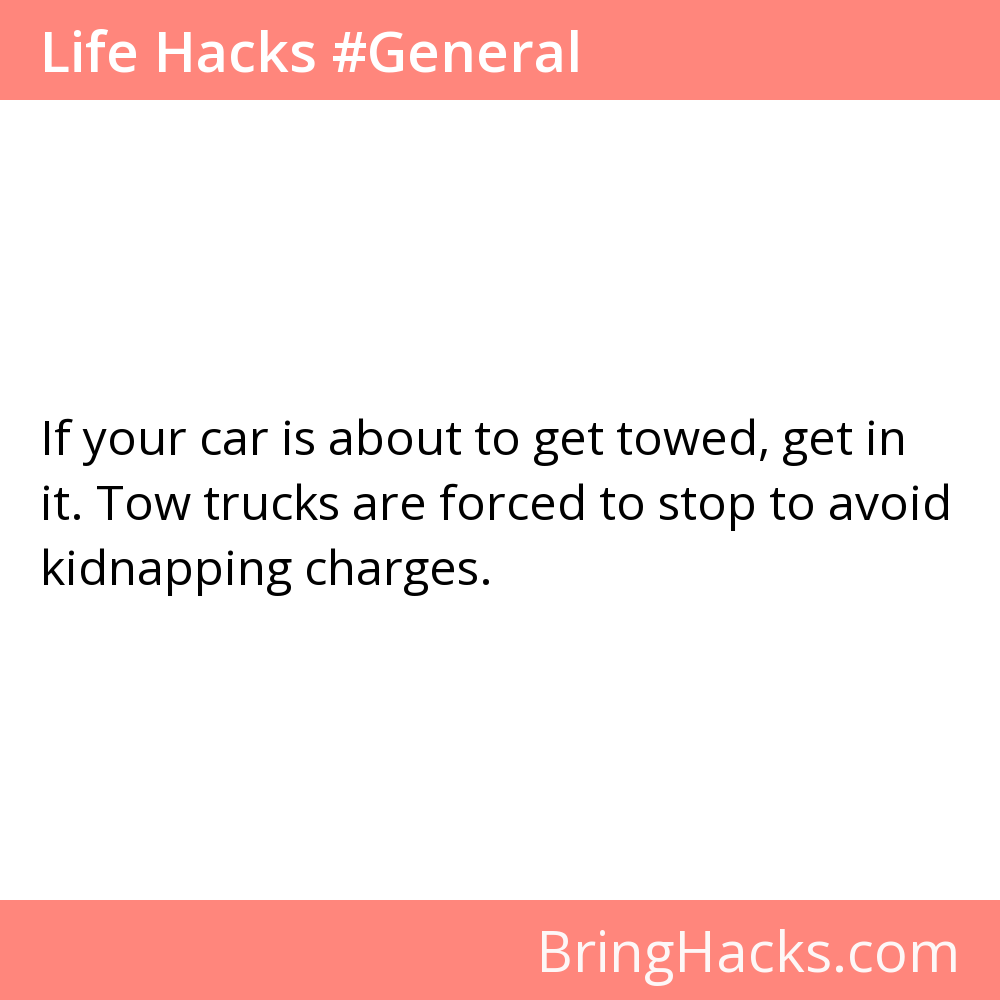 Life Hacks #General
If your car is about to get towed, get in
it. Tow trucks are forced to stop to avoid
kidnapping charges.
BringHacks.com